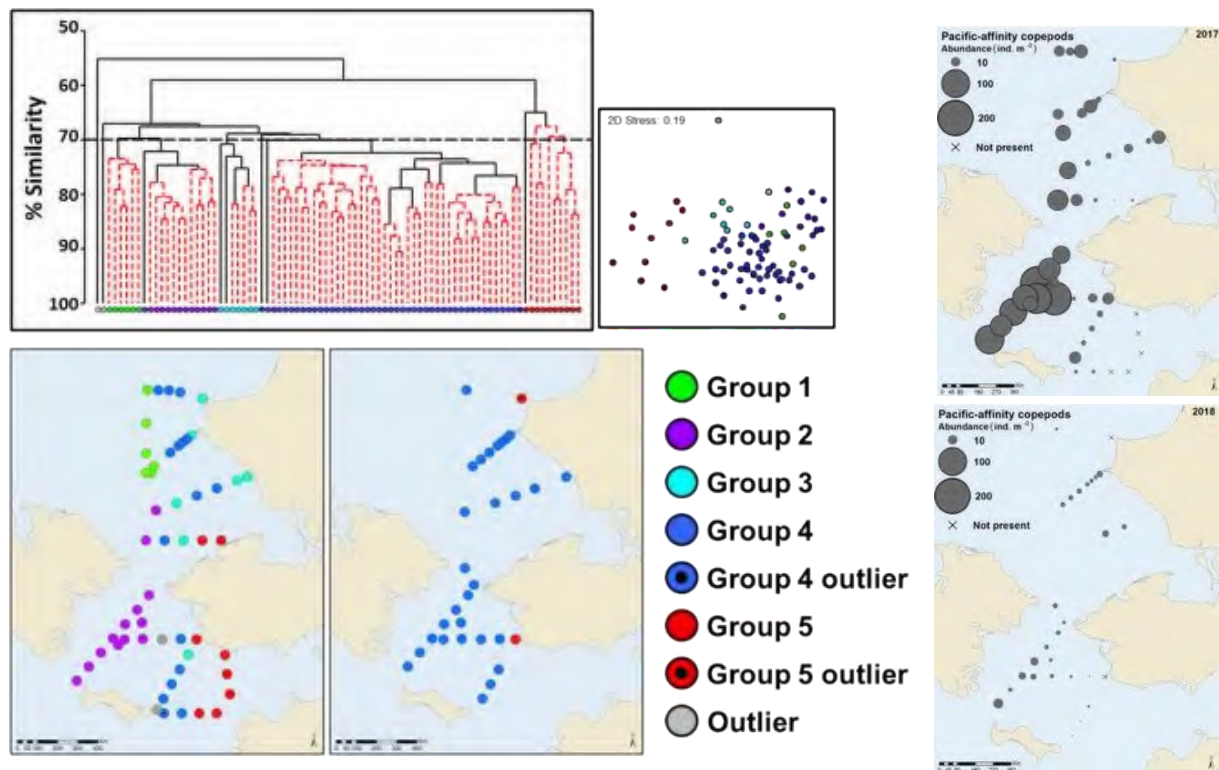 50
60
70
80
90
100
% Similarity
2D Stress: 0.19
Group 1
Group 2
Group 3
Group 4
Group 4 outlier
Group 5
Group 5 outlier
Outlier
Pacific-affinity copepods
2017
Abundance (ind. m⁻³)
10
100
200
Not present
Pacific-affinity copepods
2018
Abundance (ind. m⁻³)
10
100
200
Not present